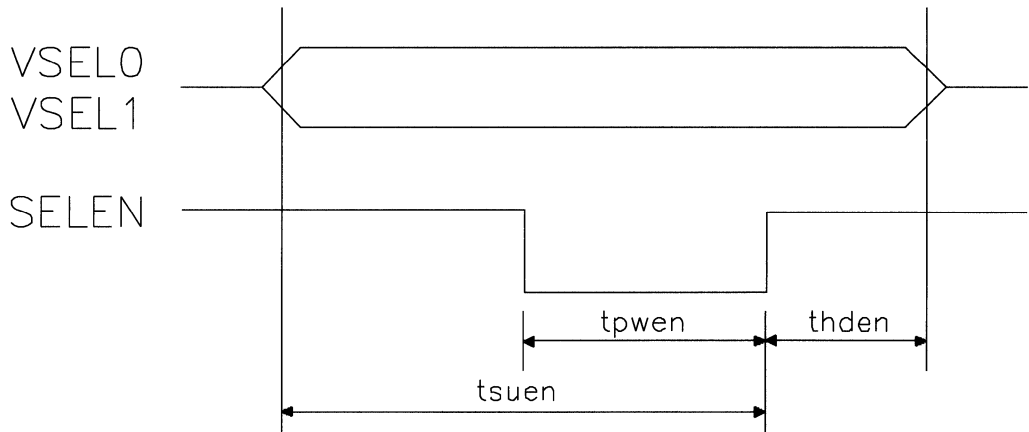 VSEL0
VSEL1
SELEN
tpwen
thden
tsuen